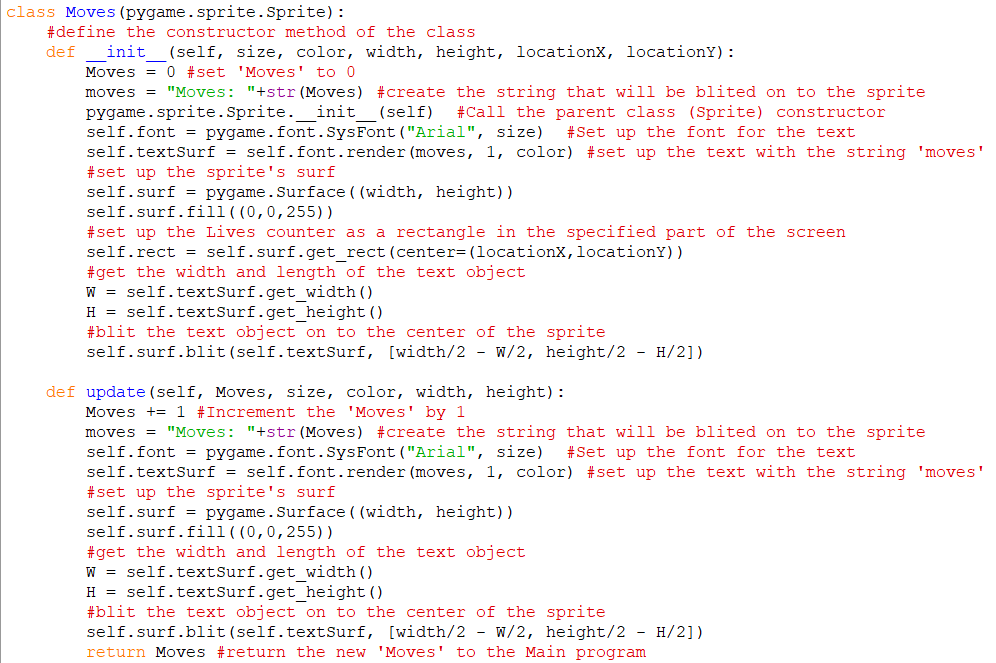 class Moves(pygame.sprite.Sprite):
    #define the constructor method of the class
    def __init__(self, size, color, width, height, locationX, locationY):
        Moves = 0 #set 'Moves' to 0
        moves = "Moves: "+str(Moves) #create the string that will be blited on to the sprite
        pygame.sprite.Sprite.__init__(self)  #Call the parent class (Sprite) constructor
        self.font = pygame.font.SysFont("Arial", size)  #Set up the font for the text
        self.textSurf = self.font.render(moves, 1, color) #set up the text with the string 'moves'
        #set up the sprite's surf
        self.surf = pygame.Surface((width, height))
        self.surf.fill((0,0,255))
        #set up the Lives counter as a rectangle in the specified part of the screen
        self.rect = self.surf.get_rect(center=(locationX,locationY))
        #get the width and length of the text object
        W = self.textSurf.get_width()
        H = self.textSurf.get_height()
        #blit the text object on to the center of the sprite
        self.surf.blit(self.textSurf, [width/2 - W/2, height/2 - H/2])

    def update(self, Moves, size, color, width, height):
        Moves += 1 #Increment the 'Moves' by 1
        moves = "Moves: "+str(Moves) #create the string that will be blited on to the sprite
        self.font = pygame.font.SysFont("Arial", size)  #Set up the font for the text
        self.textSurf = self.font.render(moves, 1, color) #set up the text with the string 'moves'
        #set up the sprite's surf
        self.surf = pygame.Surface((width, height))
        self.surf.fill((0,0,255))
        #get the width and length of the text object
        W = self.textSurf.get_width()
        H = self.textSurf.get_height()
        #blit the text object on to the center of the sprite
        self.surf.blit(self.textSurf, [width/2 - W/2, height/2 - H/2])
        return Moves #return the new 'Moves' to the Main program